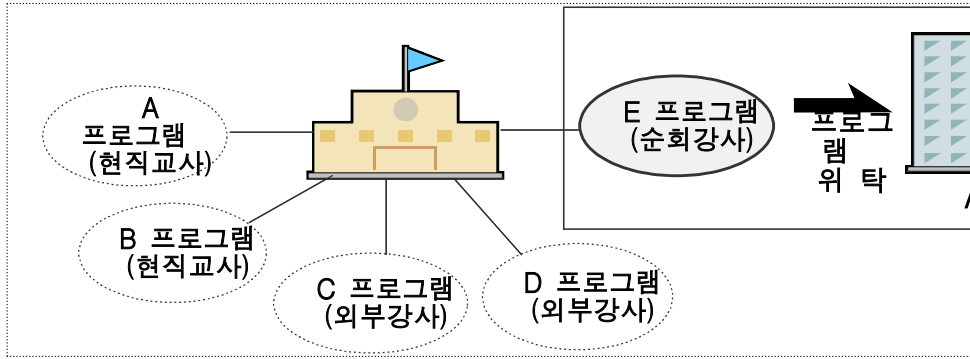 A
프로그램
(현직교사)
B 프로그램
(현직교사)
C 프로그램
(외부강사)
D 프로그램
(외부강사)
E 프로그램
(순회강사)
프로그
램
위 탁